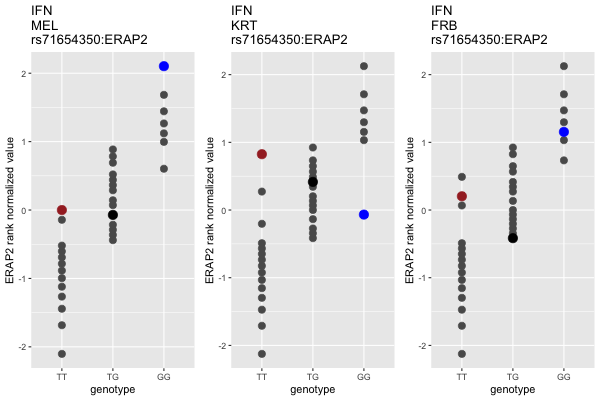 IFN
MEL
rs71654350:ERAP2
ERAP2 rank normalized value
2
1
0
-1
-2
TT
TG
GG
genotype
IFN
KRT
rs71654350:ERAP2
ERAP2 rank normalized value
2
1
0
-1
-2
TT
TG
GG
genotype
IFN
FRB
rs71654350:ERAP2
ERAP2 rank normalized value
2
1
0
-1
-2
TT
TG
GG
genotype